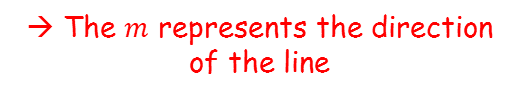 → The m represents the direction
of the line